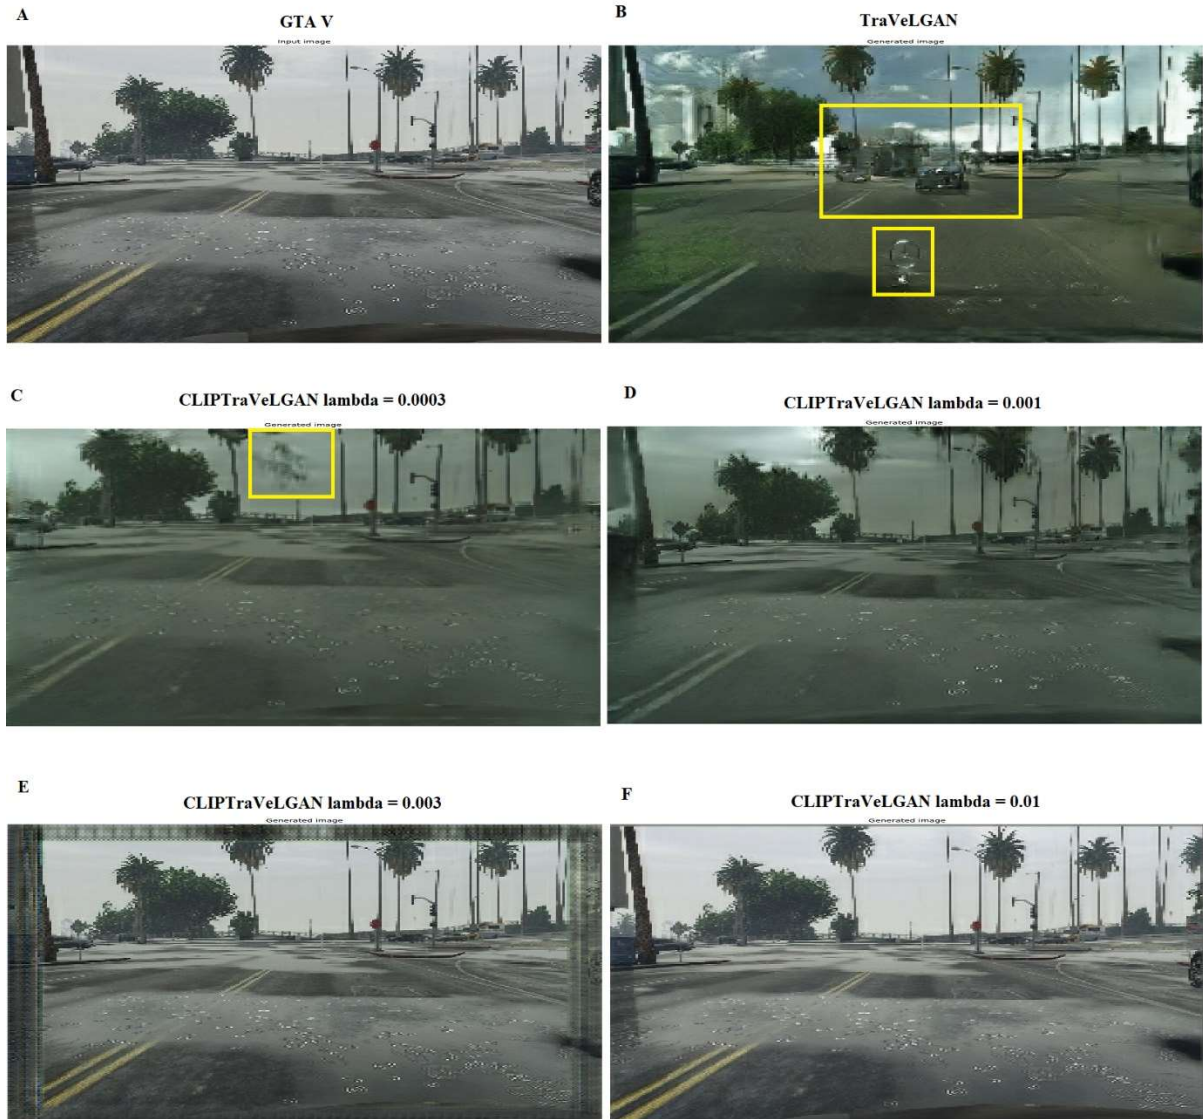 A
GTA V
Input image
B
TraVeLGAN
Generated image
C
CLIPTraVeLGAN lambda = 0.0003
Generated image
D
CLIPTraVeLGAN lambda = 0.001
Generated image
E
CLIPTraVeLGAN lambda = 0.003
Generated image
F
CLIPTraVeLGAN lambda = 0.01
Generated image